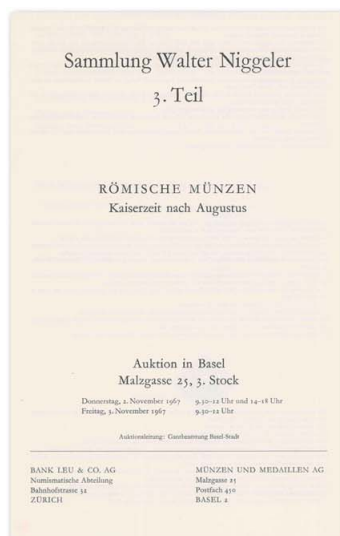 Sammlung Walter Niggeler
3. Teil
RÖMISCHE MÜNZEN
Kaiserzeit nach Augustus
Auktion in Basel
Malzgasse 25, 3. Stock
Donnerstag, 2. November 1967 9.30–12 Uhr und 14–18 Uhr
Freitag, 3. November 1967 9.30–12 Uhr
Auktionsleitung: Gantbeamtung Basel-Stadt
BANK LEU & CO. AG
Numismatische Abteilung
Bahnhofstrasse 32
ZÜRICH
MÜNZEN UND MEDAILLEN AG
Malzgasse 25
Postfach 450
BASEL 2